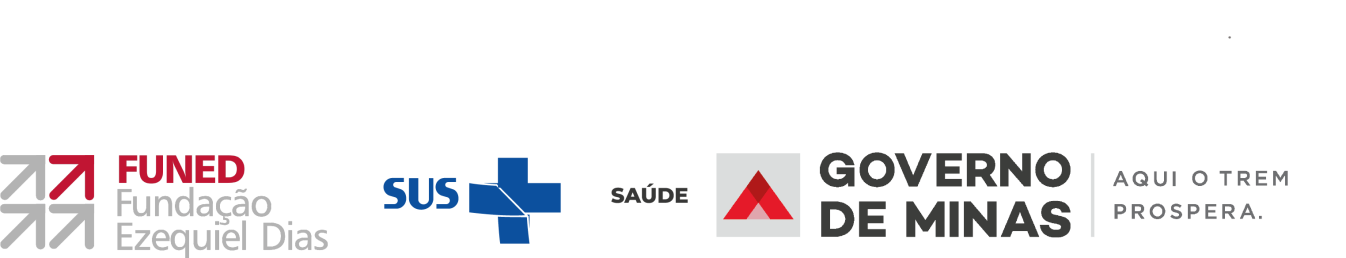 FUNED
Fundação
Ezequiel Dias
SUS
SAÚDE
GOVERNO
DE MINAS
AQUI O TREM
PROSPERA.